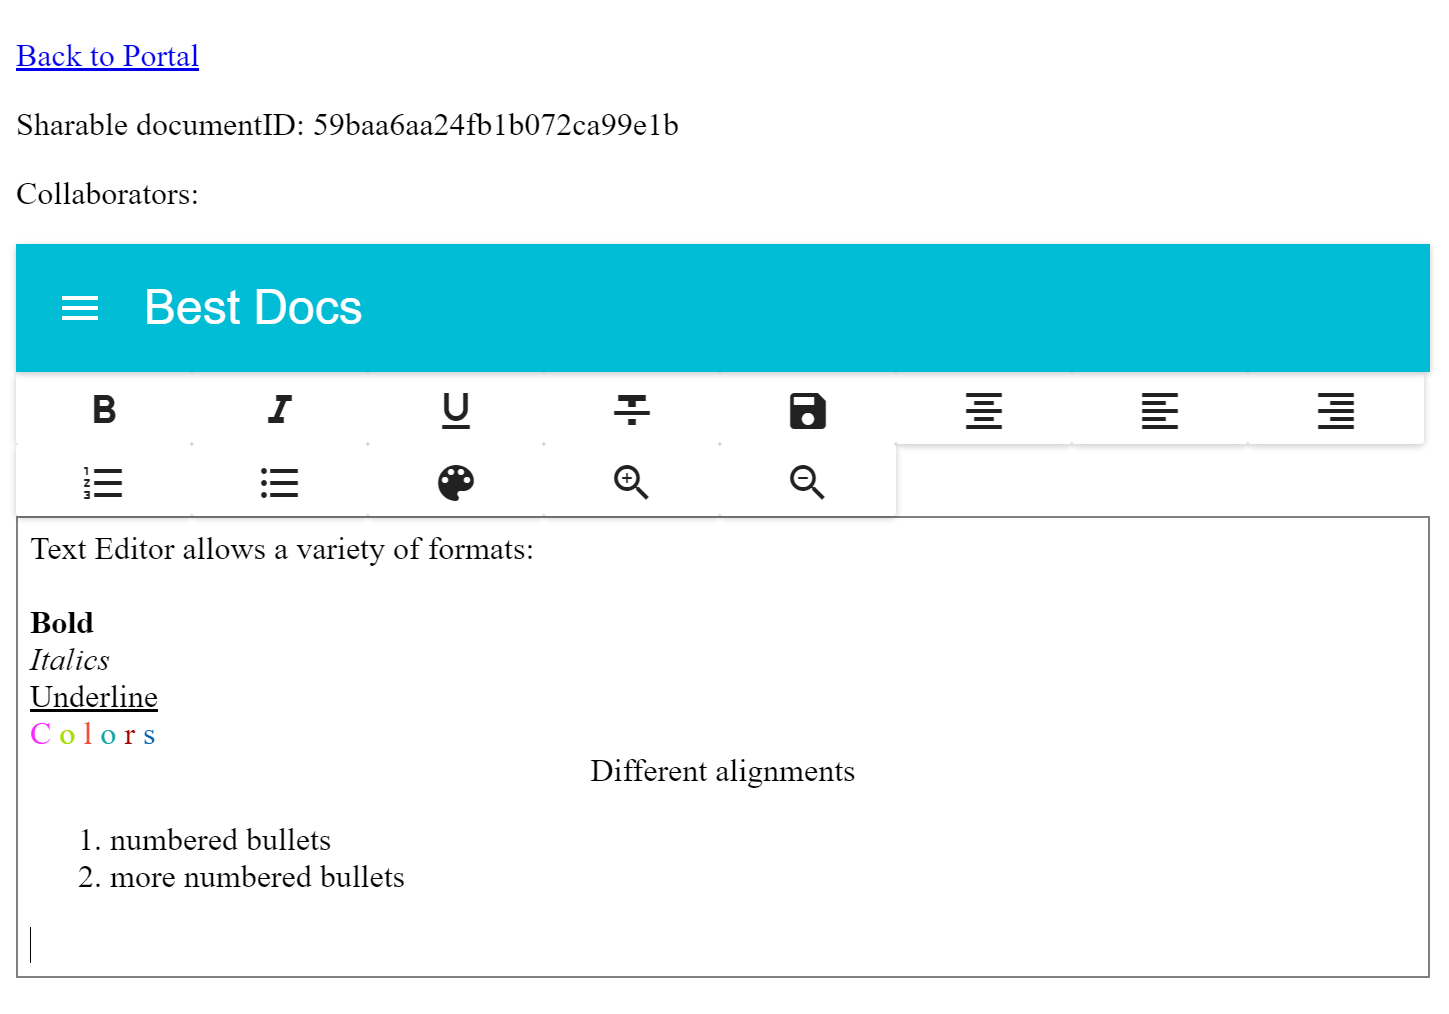 Back to Portal
Sharable documentID: 59baa6aa24fb1b072ca99e1b
Collaborators:
Best Docs
B I U T
Text Editor allows a variety of formats:
Bold
Italics
Underline
C o l o r s
Different alignments
1. numbered bullets
2. more numbered bullets